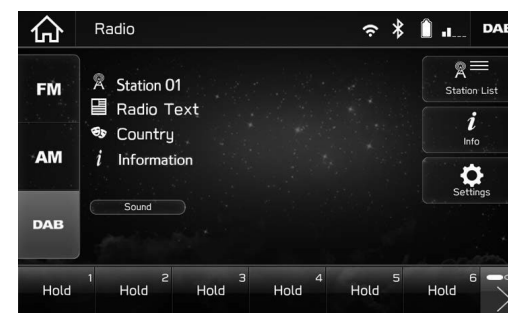 Radio
DAB
FM
AM
DAB
Station 01
Radio Text
Country
i Information
Sound
Station List
i
Info
Settings
Hold 1
Hold 2
Hold 3
Hold 4
Hold 5
Hold 6